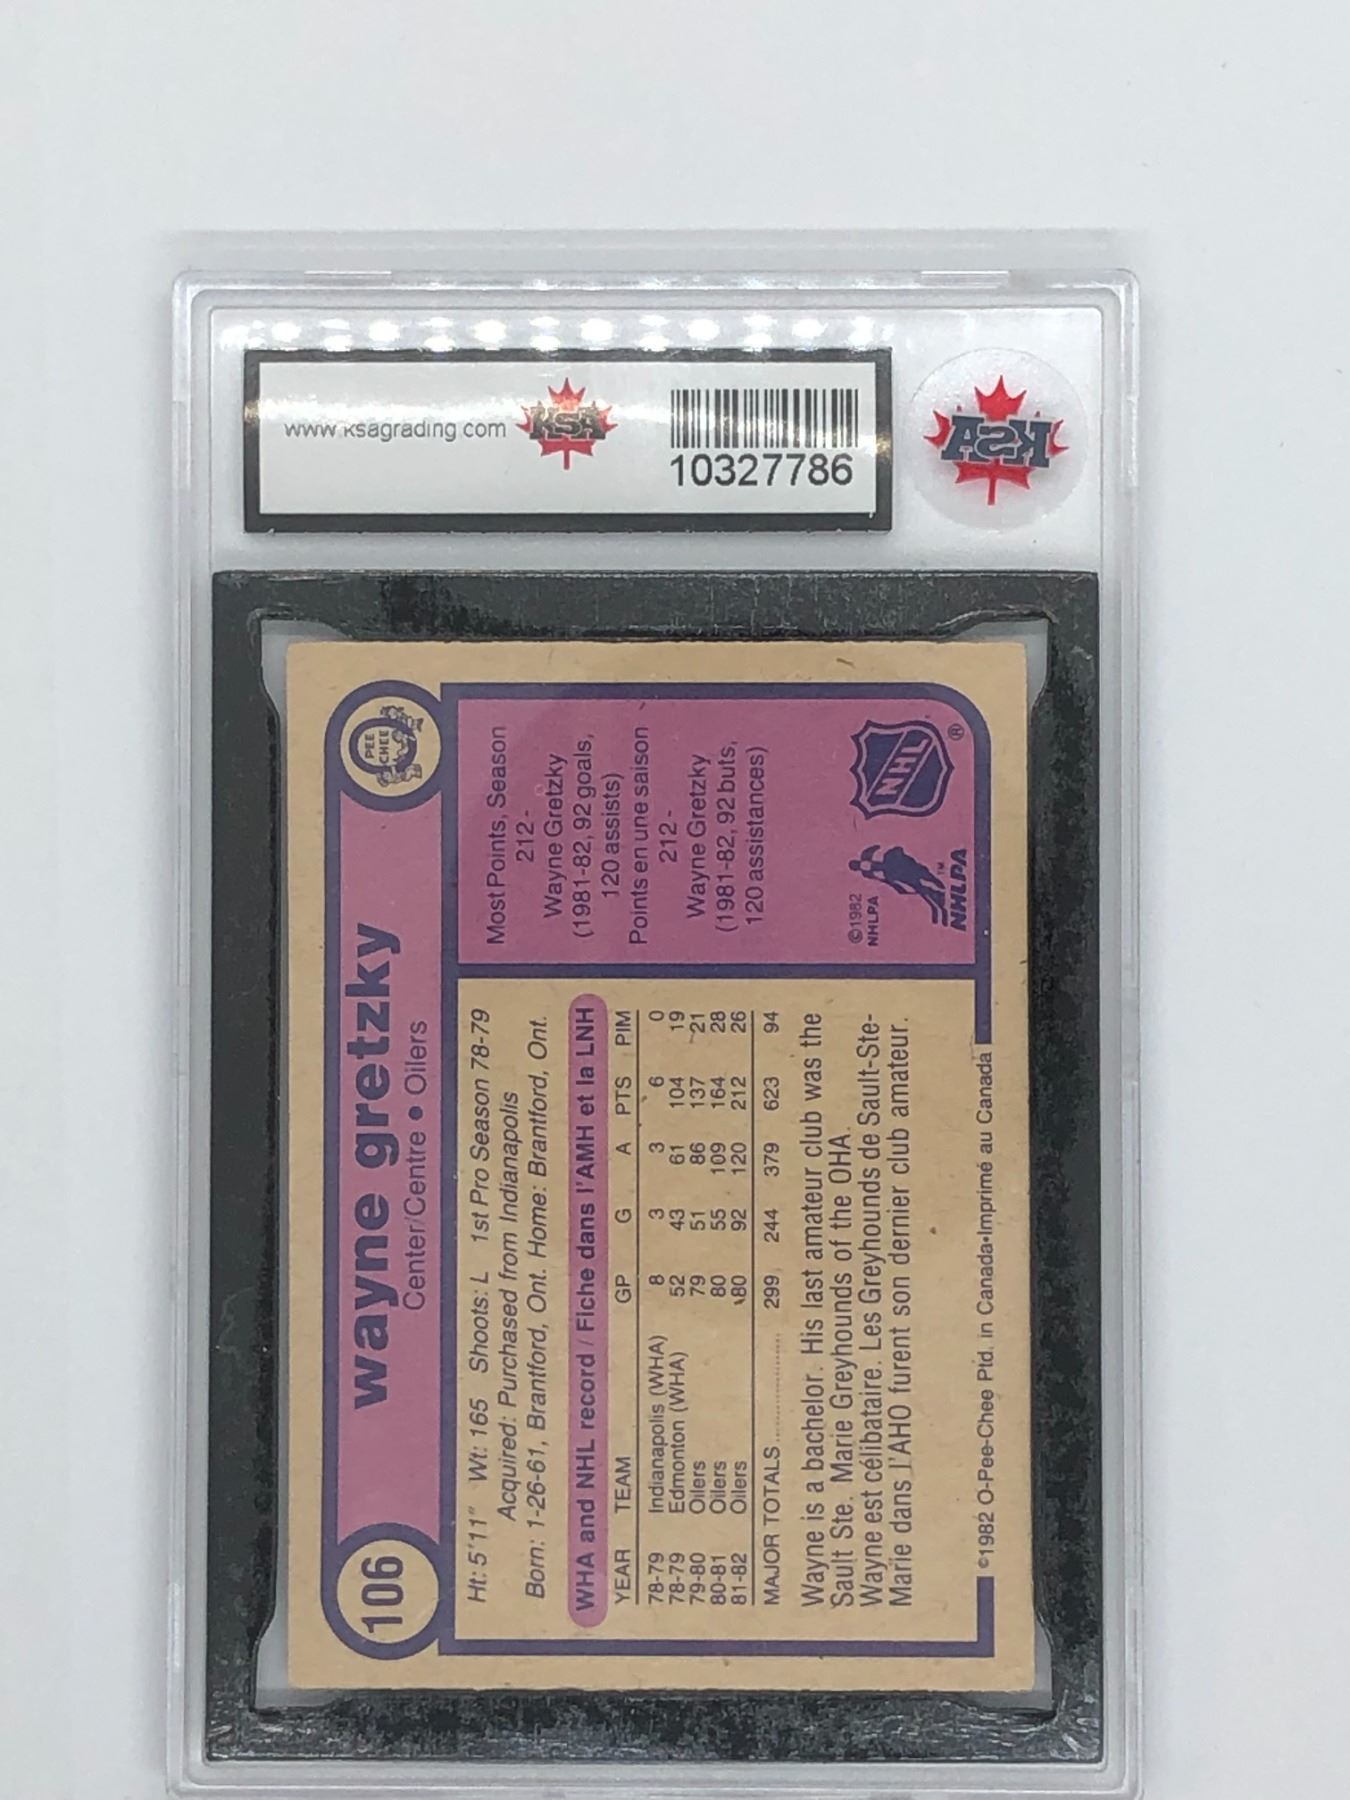 www.ksagrading.com
KSA
10327786
KSA
106
wayne gretzky
Center/Centre • Oilers
PEE
CHEE
Ht: 5'11" Wt: 165 Shoots: L 1st Pro Season 78-79
Acquired: Purchased from Indianapolis
Born: 1-26-61, Brantford, Ont. Home: Brantford, Ont.
WHA and NHL record / Fiche dans l'AMH et la LNH
YEAR TEAM GP G A PTS PIM
78-79 Indianapolis (WHA) 8 3 3 6 0
78-79 Edmonton (WHA) 52 43 61 104 19
79-80 Oilers 79 51 86 137 21
80-81 Oilers 80 55 109 164 28
81-82 Oilers 80 92 120 212 26
MAJOR TOTALS .................. 299 244 379 623 94
Wayne is a bachelor. His last amateur club was the
Sault Ste. Marie Greyhounds of the OHA.
Wayne est célibataire. Les Greyhounds de Sault-Ste-
Marie dans l'AHO furent son dernier club amateur.
Most Points, Season
212-
Wayne Gretzky
(1981-82, 92 goals,
120 assists)
Points en une saison
212-
Wayne Gretzky
(1981-82, 92 buts,
120 assistances)
©1982
NHLPA
NHLPA™
NHL®
©1982 O-Pee-Chee Ptd. in Canada•Imprimé au Canada